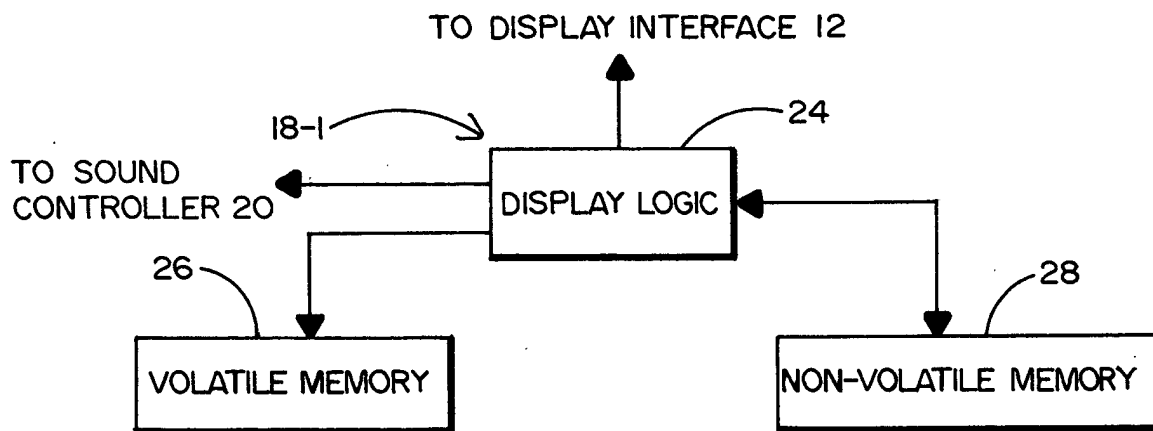 TO DISPLAY INTERFACE 12
18-1
24
TO SOUND
CONTROLLER 20
DISPLAY LOGIC
26
28
VOLATILE MEMORY
NON-VOLATILE MEMORY